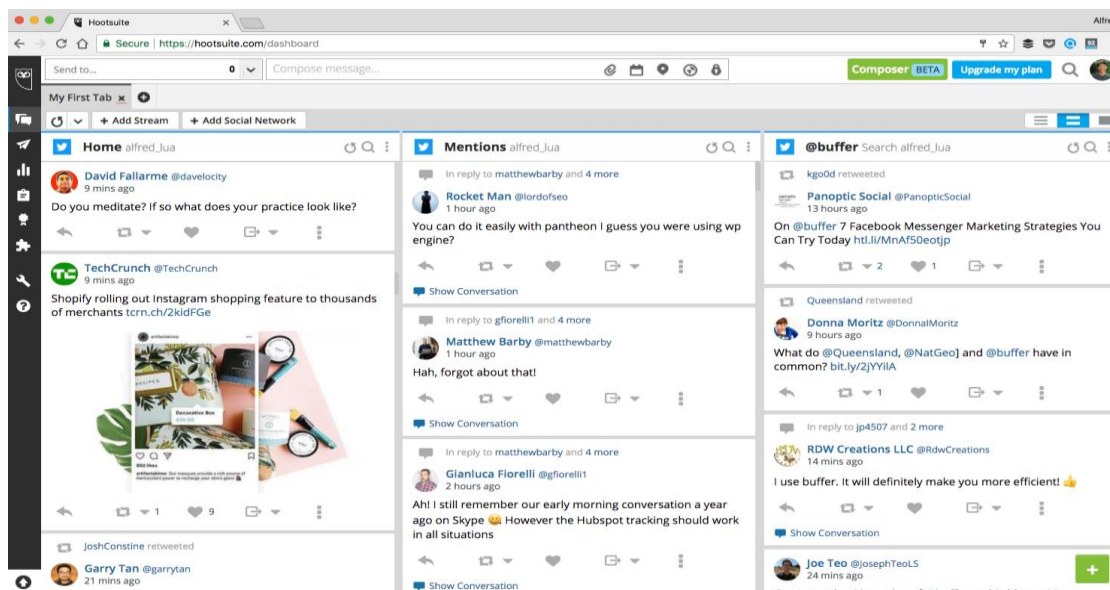 Hootsuite
Alfre
Secure | https://hootsuite.com/dashboard
Send to...
0
Compose message...
Composer BETA
Upgrade my plan
My First Tab
+ Add Stream
+ Add Social Network
Home alfred_lua
David Fallarme @davelocity
9 mins ago
Do you meditate? If so what does your practice look like?
TechCrunch @TechCrunch
9 mins ago
Shopify rolling out Instagram shopping feature to thousands
of merchants tcrn.ch/2kidFGe
RECIPES
Decorative Box
850 likes
1
9
JoshConstine retweeted
Garry Tan @garrytan
21 mins ago
Mentions alfred_lua
In reply to matthewbarby and 4 more
Rocket Man @lordofseo
1 hour ago
You can do it easily with pantheon I guess you were using wp
engine?
Show Conversation
In reply to gfiorelli1 and 4 more
Matthew Barby @matthewbarby
1 hour ago
Hah, forgot about that!
Show Conversation
In reply to matthewbarby and 4 more
Gianluca Fiorelli @gfiorelli1
2 hours ago
Ah! I still remember our early morning conversation a year
ago on Skype 😀 However the Hubspot tracking should work
in all situations
Show Conversation
@buffer Search alfred_lua
kgo0d retweeted
Panoptic Social @PanopticSocial
13 hours ago
On @buffer 7 Facebook Messenger Marketing Strategies You
Can Try Today htl.li/MnAf50eotjp
2
1
Queensland retweeted
Donna Moritz @DonnaMoritz
9 hours ago
What do @Queensland, @NatGeo] and @buffer have in
common? bit.ly/2jYYilA
1
In reply to jp4507 and 2 more
RDW Creations LLC @RdwCreations
14 mins ago
I use buffer. It will definitely make you more efficient! 👍
Show Conversation
Joe Teo @JosephTeoLS
24 mins ago